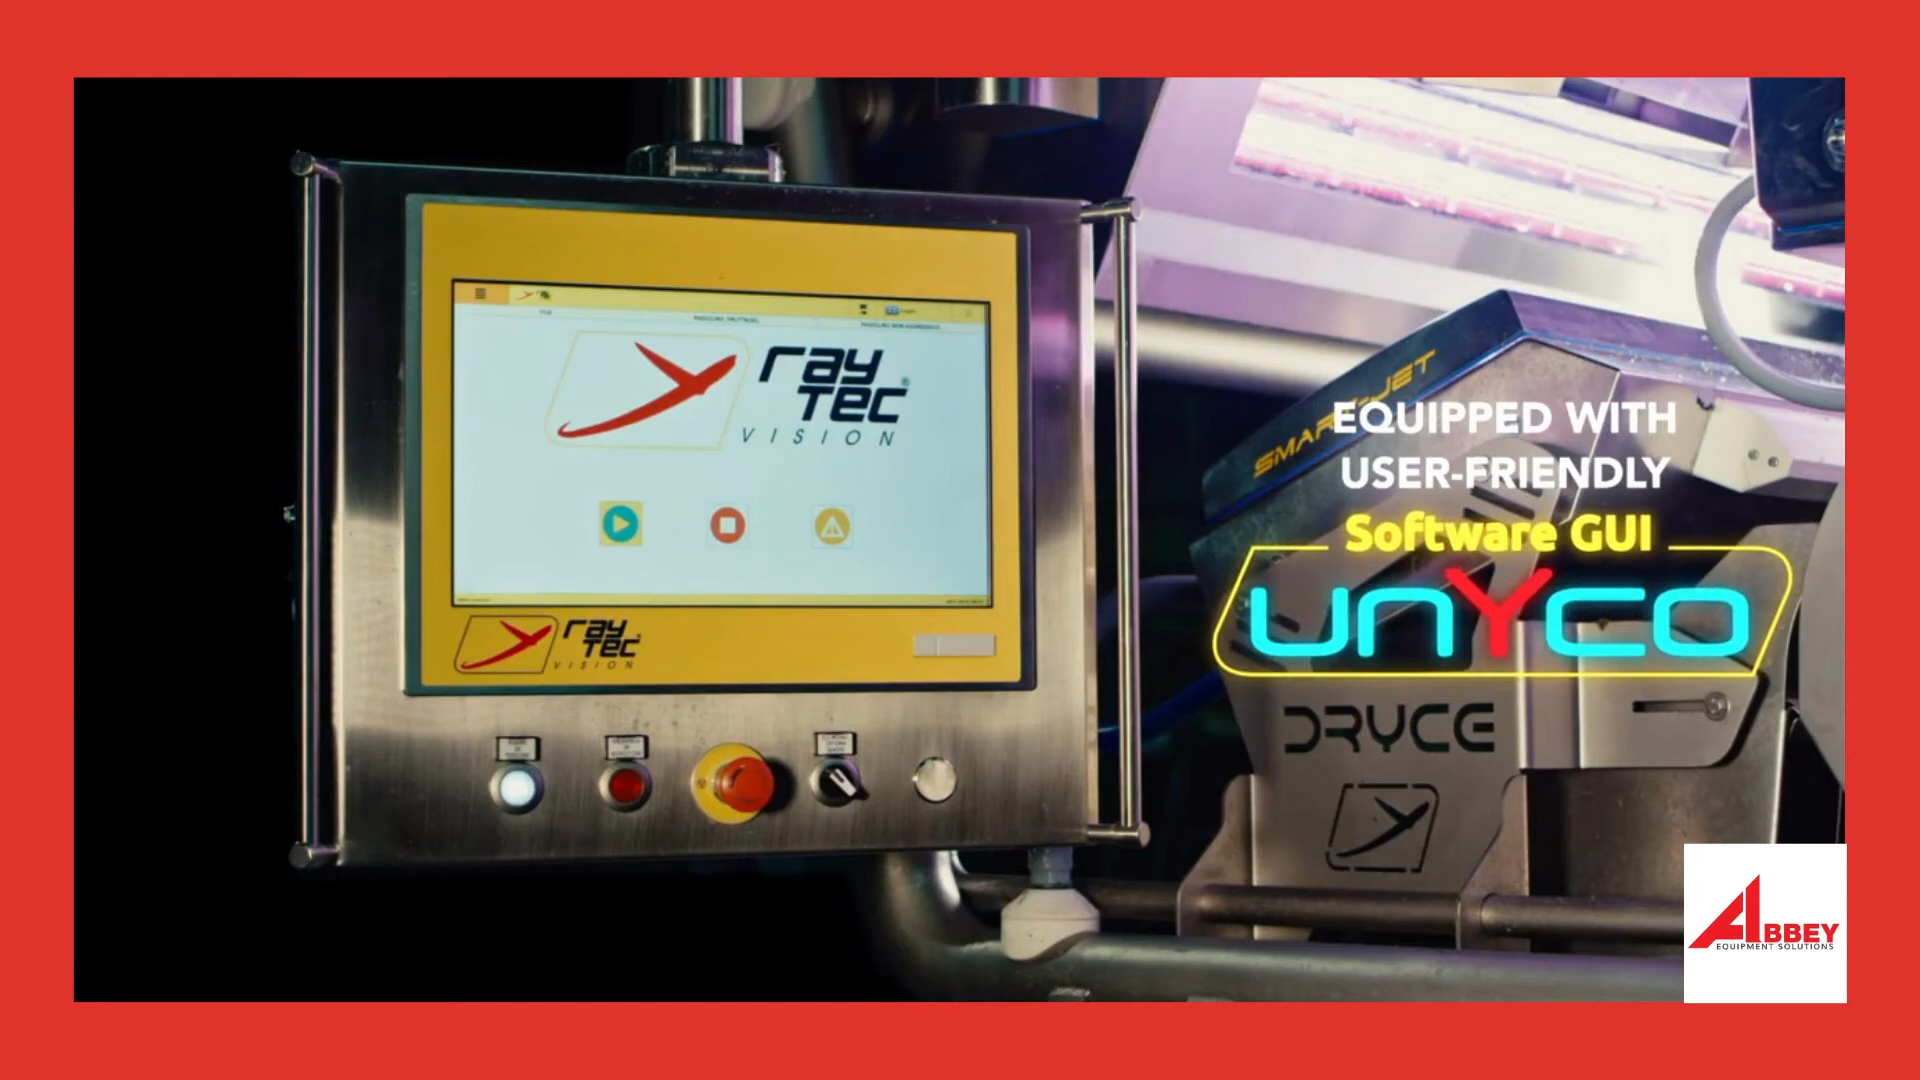 ray
Tec
VISION
ray
Tec
VISION
SMART-JET
EQUIPPED WITH
USER-FRIENDLY
Software GUI
UNYCO
DRYCE
ABBEY
EQUIPMENT SOLUTIONS